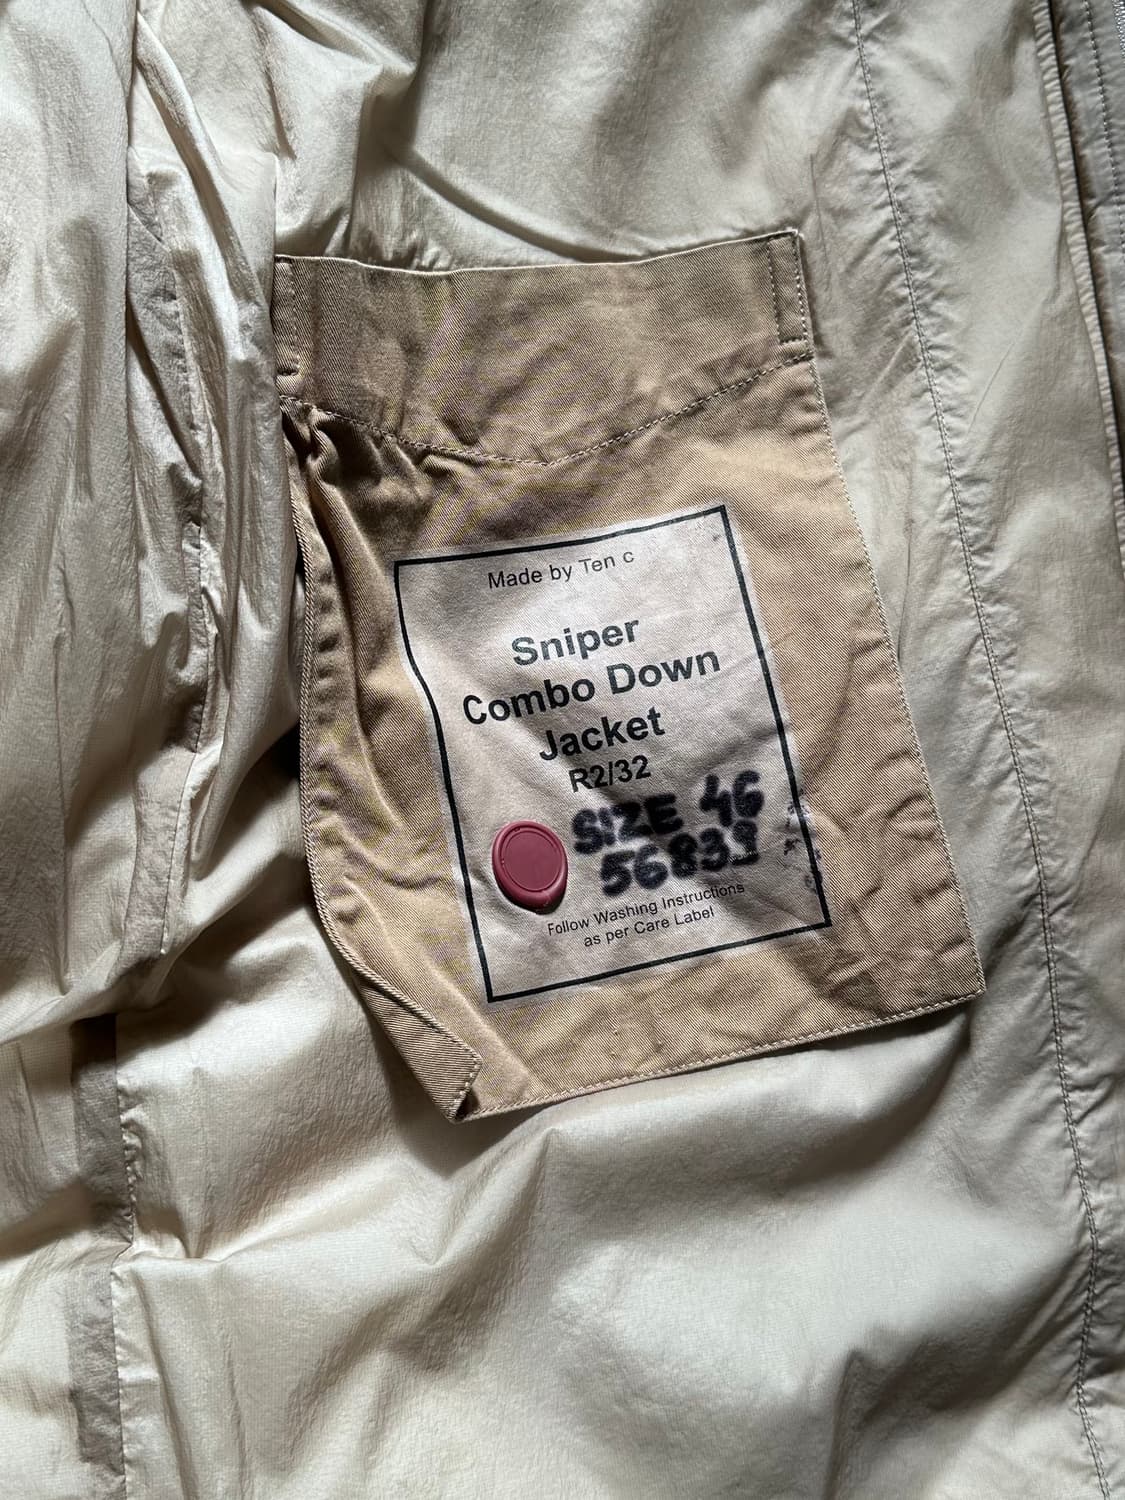 Made by Ten c
Sniper
Combo Down
Jacket
R2/32
SIZE 46
56839
Follow Washing Instructions
as per Care Label